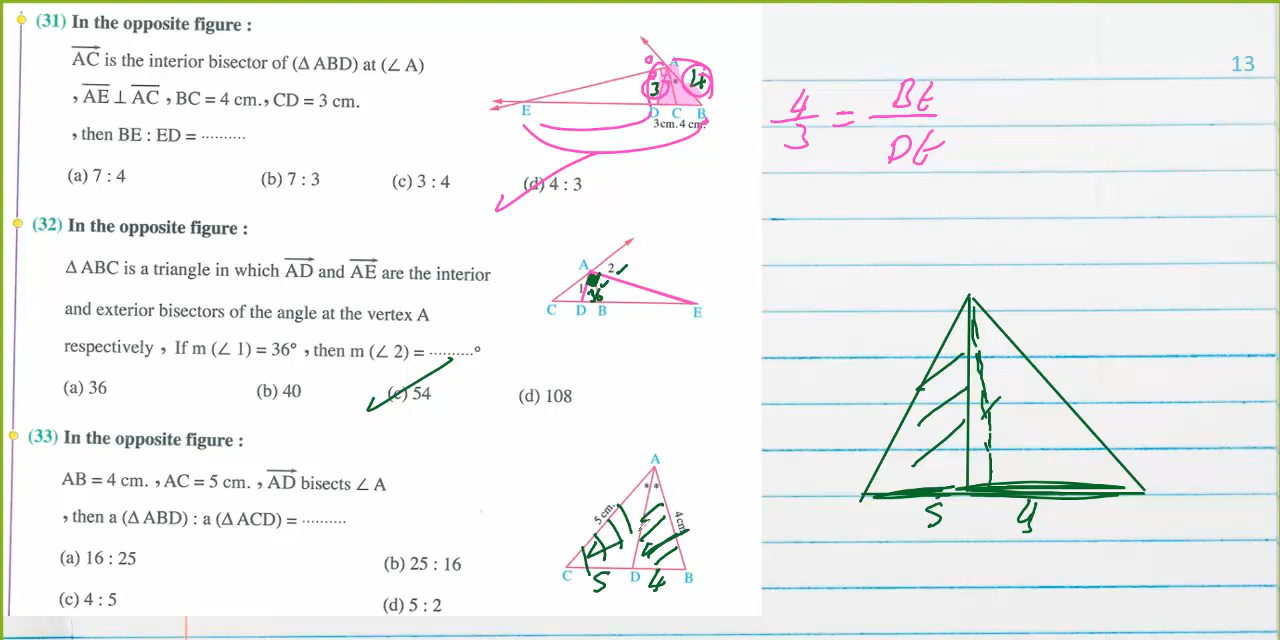 (31) In the opposite figure :
AC is the interior bisector of (Δ ABD) at (∠ A)
, AE ⊥ AC , BC = 4 cm. , CD = 3 cm.
, then BE : ED = ..........
(a) 7 : 4 (b) 7 : 3 (c) 3 : 4 (d) 4 : 3
A
3 4
E D C B
3 cm. 4 cm.
4/3 = BE/DE
13
(32) In the opposite figure :
Δ ABC is a triangle in which AD and AE are the interior
and exterior bisectors of the angle at the vertex A
respectively , If m (∠ 1) = 36° , then m (∠ 2) = ..........°
(a) 36 (b) 40 (c) 54 (d) 108
A 2
1 36
C D B E
(33) In the opposite figure :
AB = 4 cm. , AC = 5 cm. , AD bisects ∠ A
, then a (Δ ABD) : a (Δ ACD) = ..........
(a) 16 : 25 (b) 25 : 16
(c) 4 : 5 (d) 5 : 2
A
5 cm. 4 cm.
C D B
5 4
5 4